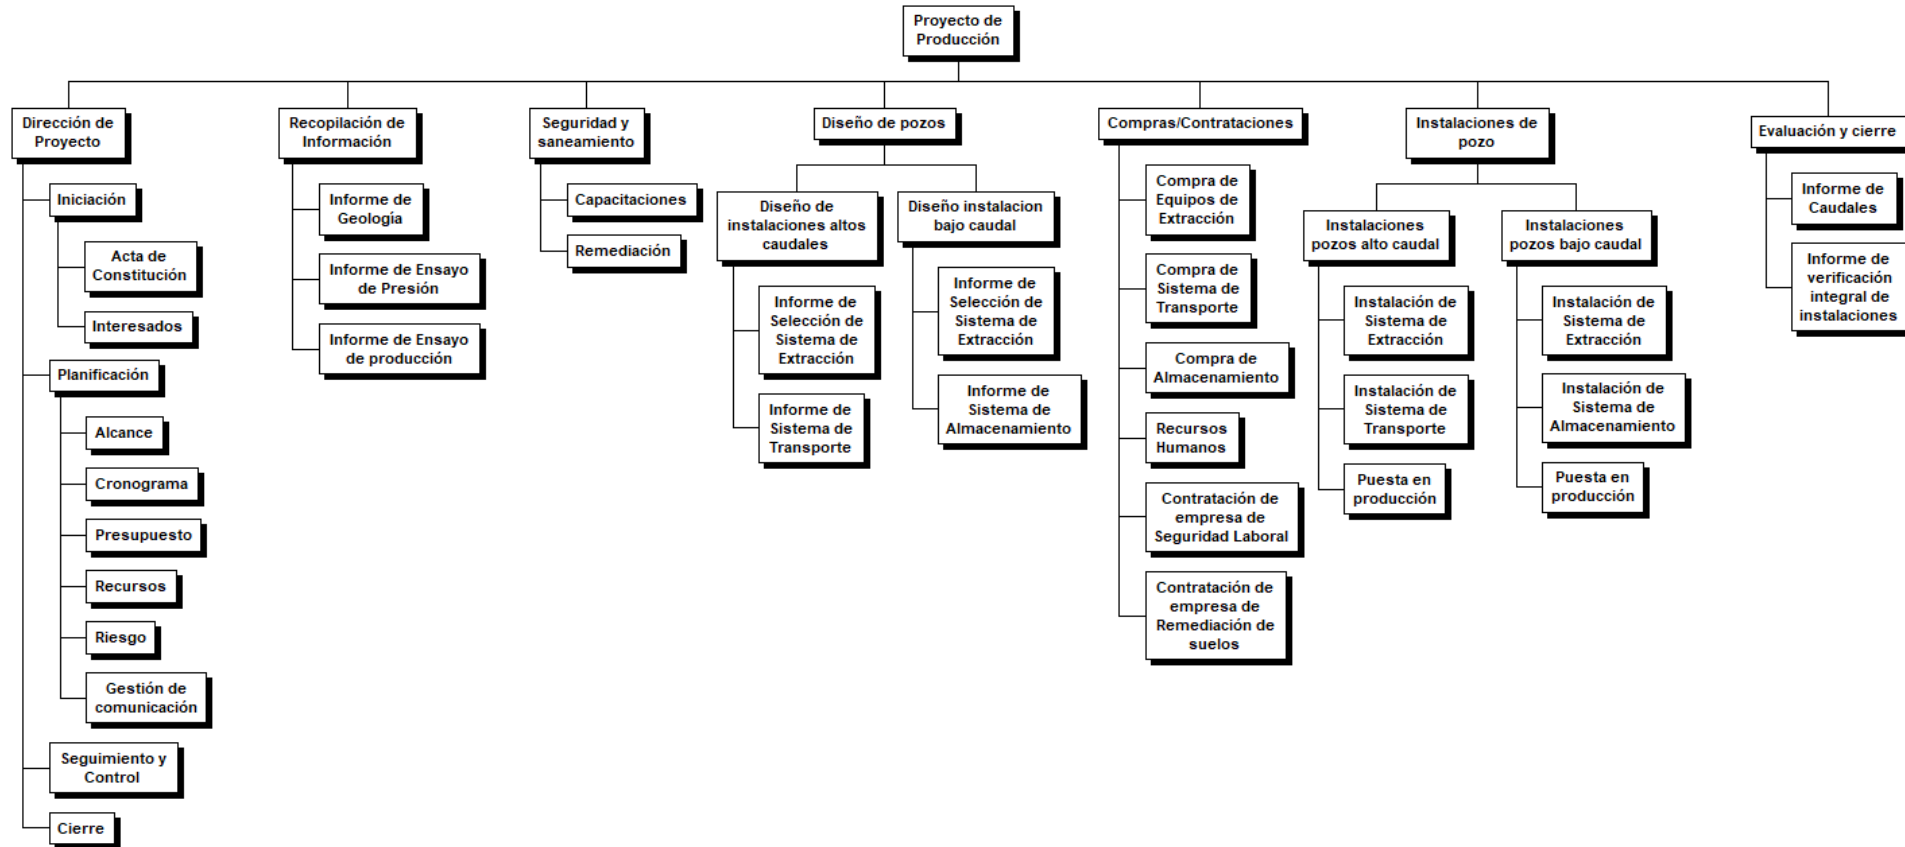 Proyecto de
Producción
Dirección de
Proyecto
Iniciación
Acta de
Constitución
Interesados
Planificación
Alcance
Cronograma
Presupuesto
Recursos
Riesgo
Gestión de
comunicación
Seguimiento y
Control
Cierre
Recopilación de
Información
Informe de
Geología
Informe de Ensayo
de Presión
Informe de Ensayo
de producción
Seguridad y
saneamiento
Capacitaciones
Remediación
Diseño de pozos
Diseño de
instalaciones altos
caudales
Informe de
Selección de
Sistema de
Extracción
Informe de
Sistema de
Transporte
Diseño instalacion
bajo caudal
Informe de
Selección de
Sistema de
Extracción
Informe de
Sistema de
Almacenamiento
Compras/Contrataciones
Compra de
Equipos de
Extracción
Compra de
Sistema de
Transporte
Compra de
Almacenamiento
Recursos
Humanos
Contratación de
empresa de
Seguridad Laboral
Contratación de
empresa de
Remediación de
suelos
Instalaciones de
pozo
Instalaciones
pozos alto caudal
Instalación de
Sistema de
Extracción
Instalación de
Sistema de
Transporte
Puesta en
producción
Instalaciones
pozos bajo caudal
Instalación de
Sistema de
Extracción
Instalación de
Sistema de
Almacenamiento
Puesta en
producción
Evaluación y cierre
Informe de
Caudales
Informe de
verificación
integral de
instalaciones